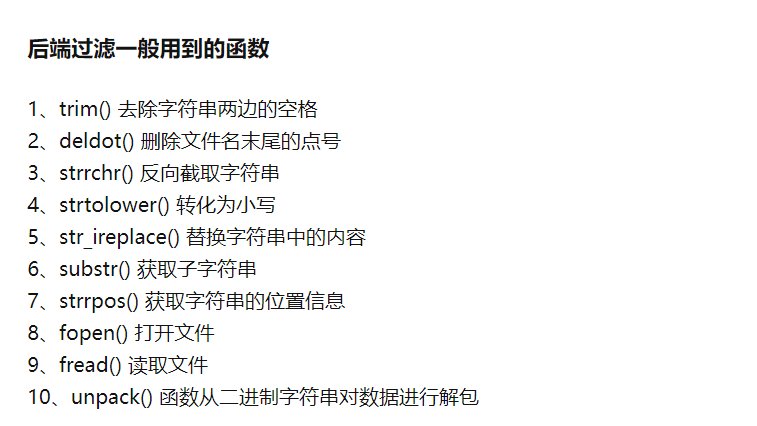 后端过滤一般用到的函数
1、trim() 去除字符串两边的空格
2、deldot() 删除文件名末尾的点号
3、strrchr() 反向截取字符串
4、strtolower() 转化为小写
5、str_ireplace() 替换字符串中的内容
6、substr() 获取子字符串
7、strrpos() 获取字符串的位置信息
8、fopen() 打开文件
9、fread() 读取文件
10、unpack() 函数从二进制字符串对数据进行解包